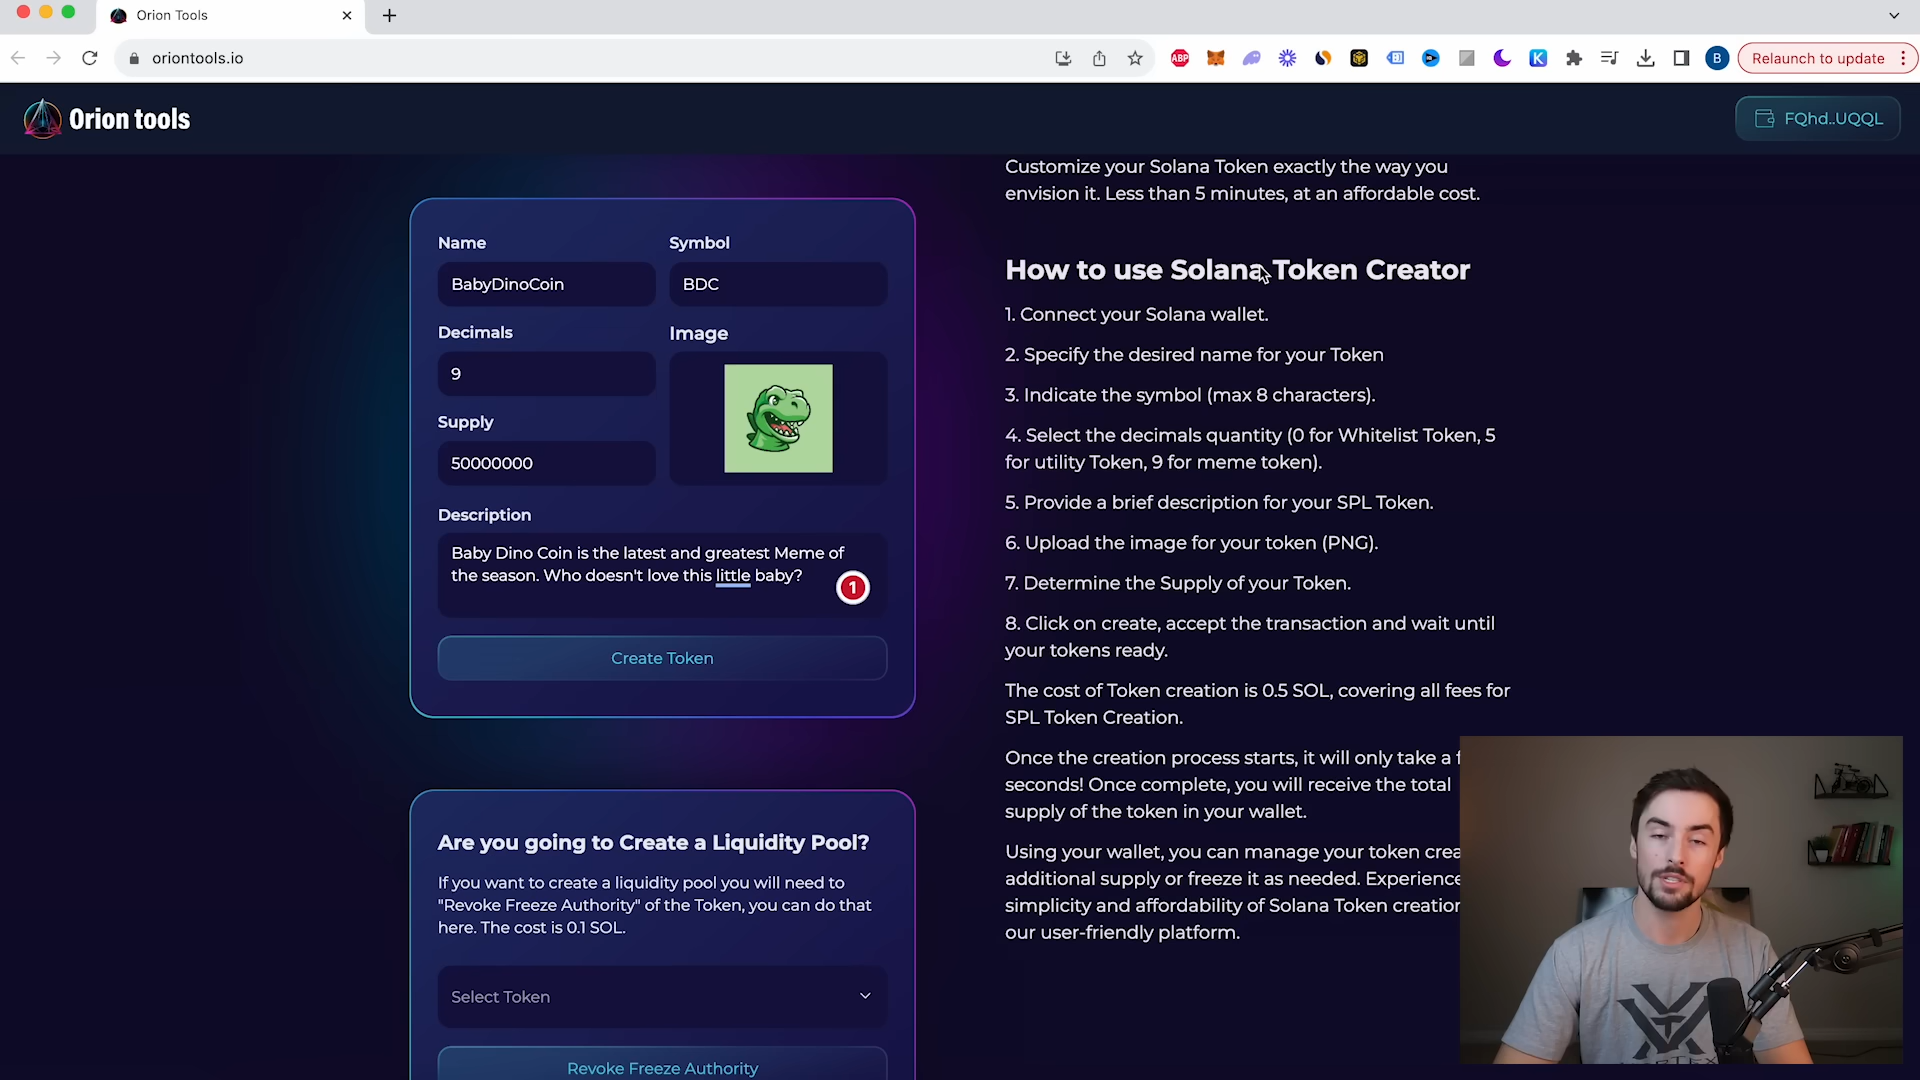 Orion Tools
oriontools.io
ABP
K
B
Relaunch to update
Orion tools
FQhd..UQQL
Name
Symbol
BabyDinoCoin
BDC
Decimals
Image
9
Supply
50000000
Description
Baby Dino Coin is the latest and greatest Meme of
the season. Who doesn't love this little baby?
1
Create Token
Are you going to Create a Liquidity Pool?
If you want to create a liquidity pool you will need to
"Revoke Freeze Authority" of the Token, you can do that
here. The cost is 0.1 SOL.
Select Token
Revoke Freeze Authority
Customize your Solana Token exactly the way you
envision it. Less than 5 minutes, at an affordable cost.
How to use Solana Token Creator
1. Connect your Solana wallet.
2. Specify the desired name for your Token
3. Indicate the symbol (max 8 characters).
4. Select the decimals quantity (0 for Whitelist Token, 5
for utility Token, 9 for meme token).
5. Provide a brief description for your SPL Token.
6. Upload the image for your token (PNG).
7. Determine the Supply of your Token.
8. Click on create, accept the transaction and wait until
your tokens ready.
The cost of Token creation is 0.5 SOL, covering all fees for
SPL Token Creation.
Once the creation process starts, it will only take a f
seconds! Once complete, you will receive the total
supply of the token in your wallet.
Using your wallet, you can manage your token crea
additional supply or freeze it as needed. Experience
simplicity and affordability of Solana Token creation
our user-friendly platform.